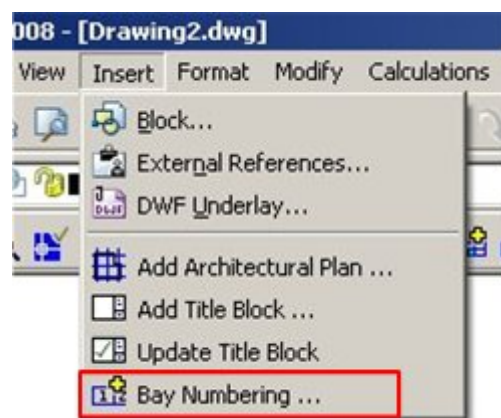 008 - [Drawing2.dwg]
View Insert Format Modify Calculations
Block...
External References...
DWF Underlay...
Add Architectural Plan ...
Add Title Block ...
Update Title Block
Bay Numbering ...